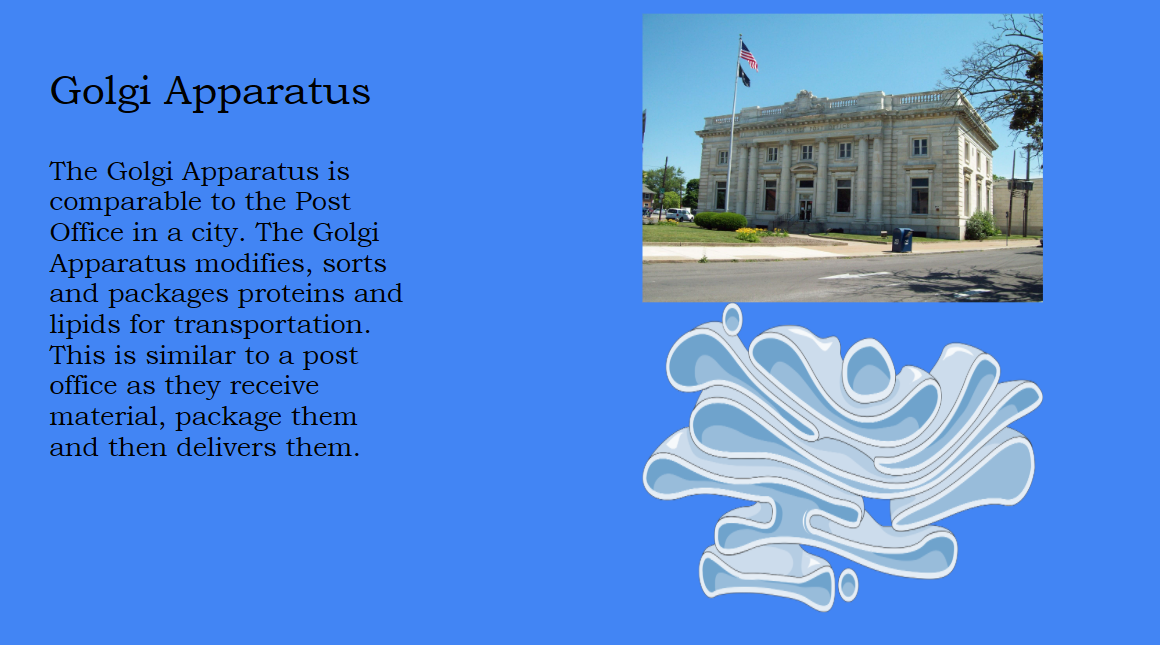 Golgi Apparatus
The Golgi Apparatus is
comparable to the Post
Office in a city. The Golgi
Apparatus modifies, sorts
and packages proteins and
lipids for transportation.
This is similar to a post
office as they receive
material, package them
and then delivers them.